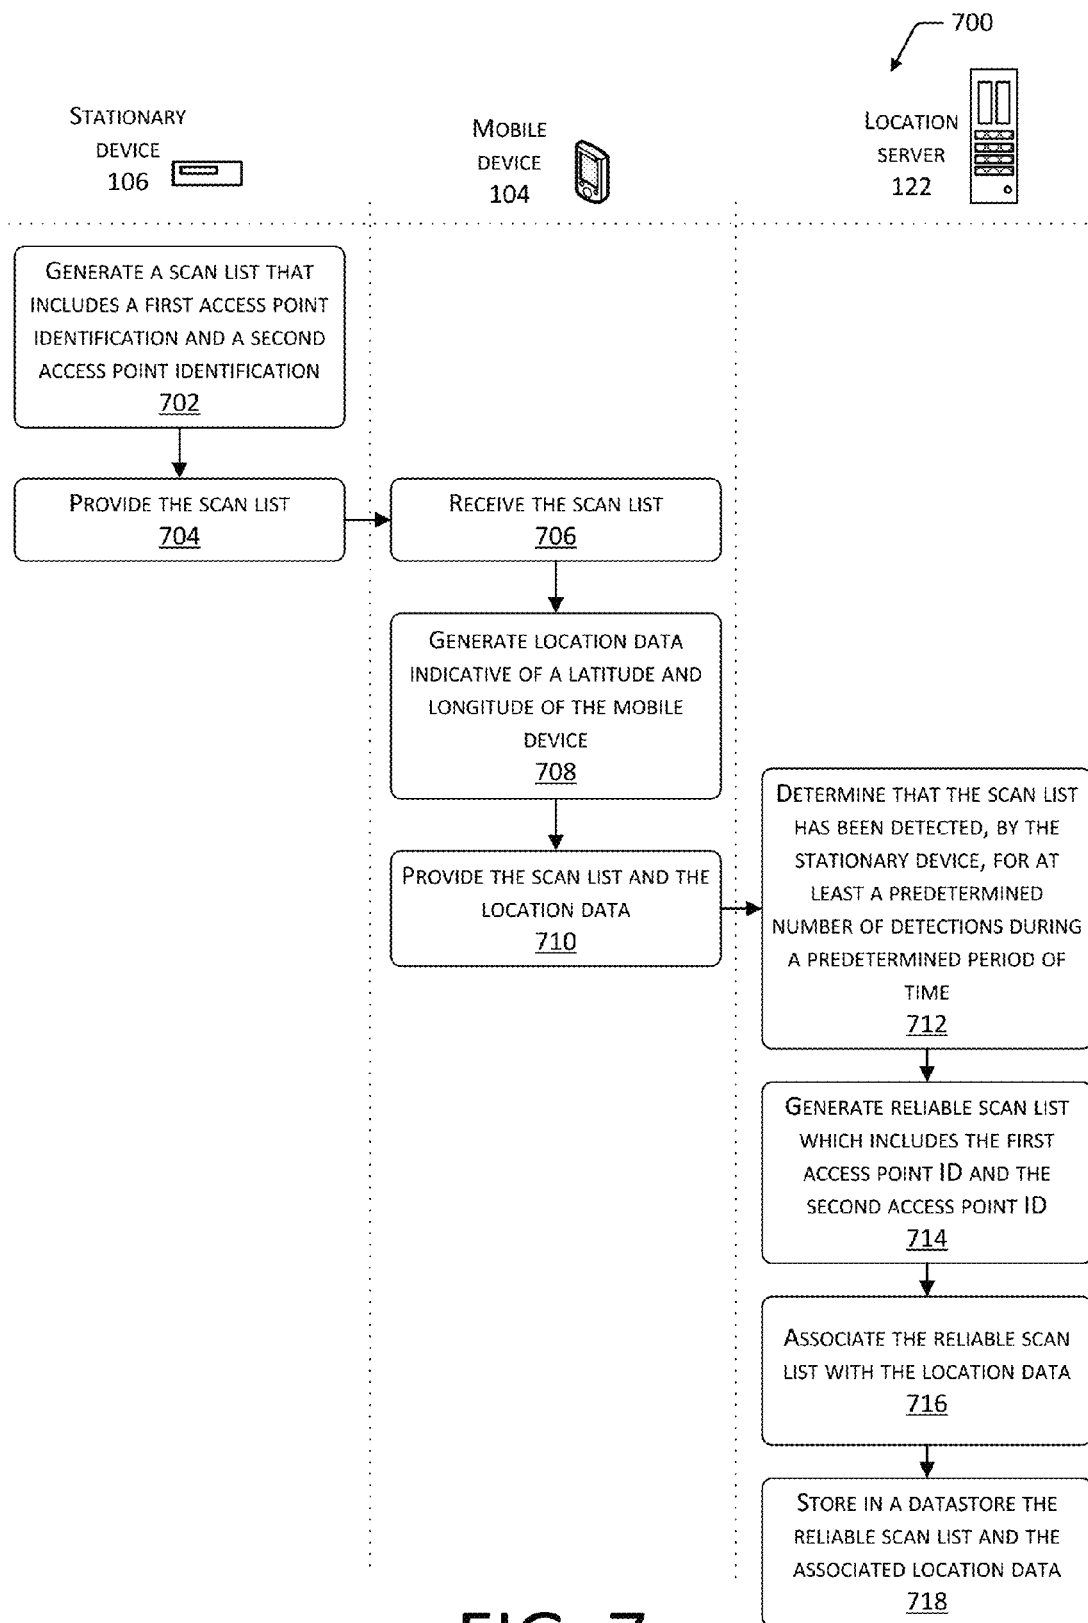 700
STATIONARY
DEVICE
106
MOBILE
DEVICE
104
LOCATION
SERVER
122
GENERATE A SCAN LIST THAT
INCLUDES A FIRST ACCESS POINT
IDENTIFICATION AND A SECOND
ACCESS POINT IDENTIFICATION
702
PROVIDE THE SCAN LIST
704
RECEIVE THE SCAN LIST
706
GENERATE LOCATION DATA
INDICATIVE OF A LATITUDE AND
LONGITUDE OF THE MOBILE
DEVICE
708
PROVIDE THE SCAN LIST AND THE
LOCATION DATA
710
DETERMINE THAT THE SCAN LIST
HAS BEEN DETECTED, BY THE
STATIONARY DEVICE, FOR AT
LEAST A PREDETERMINED
NUMBER OF DETECTIONS DURING
A PREDETERMINED PERIOD OF
TIME
712
GENERATE RELIABLE SCAN LIST
WHICH INCLUDES THE FIRST
ACCESS POINT ID AND THE
SECOND ACCESS POINT ID
714
ASSOCIATE THE RELIABLE SCAN
LIST WITH THE LOCATION DATA
716
STORE IN A DATASTORE THE
RELIABLE SCAN LIST AND THE
ASSOCIATED LOCATION DATA
718
FIG. 7